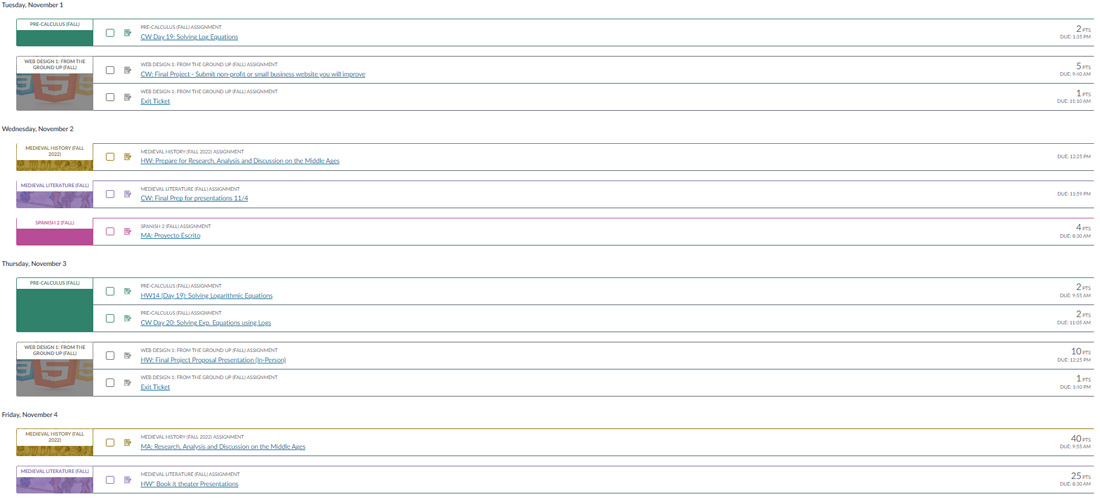 Tuesday, November 1
PRE-CALCULUS (FALL)
PRE-CALCULUS (FALL) ASSIGNMENT
CW Day 19: Solving Log Equations
2 PTS
DUE: 1:35 PM
WEB DESIGN 1: FROM THE
GROUND UP (FALL)
WEB DESIGN 1: FROM THE GROUND UP (FALL) ASSIGNMENT
CW: Final Project - Submit non-profit or small business website you will improve
5 PTS
DUE: 9:40 AM
WEB DESIGN 1: FROM THE GROUND UP (FALL) ASSIGNMENT
Exit Ticket
1 PTS
DUE: 11:10 AM
Wednesday, November 2
MEDIEVAL HISTORY (FALL
2022)
MEDIEVAL HISTORY (FALL 2022) ASSIGNMENT
HW: Prepare for Research, Analysis and Discussion on the Middle Ages
DUE: 12:25 PM
MEDIEVAL LITERATURE (FALL)
MEDIEVAL LITERATURE (FALL) ASSIGNMENT
CW: Final Prep for presentations 11/4
DUE: 11:59 PM
SPANISH 2 (FALL)
SPANISH 2 (FALL) ASSIGNMENT
MA: Proyecto Escrito
4 PTS
DUE: 8:30 AM
Thursday, November 3
PRE-CALCULUS (FALL)
PRE-CALCULUS (FALL) ASSIGNMENT
HW14 (Day 19): Solving Logarithmic Equations
2 PTS
DUE: 9:55 AM
PRE-CALCULUS (FALL) ASSIGNMENT
CW Day 20: Solving Exp. Equations using Logs
2 PTS
DUE: 11:05 AM
WEB DESIGN 1: FROM THE
GROUND UP (FALL)
WEB DESIGN 1: FROM THE GROUND UP (FALL) ASSIGNMENT
HW: Final Project Proposal Presentation (In-Person)
10 PTS
DUE: 12:25 PM
WEB DESIGN 1: FROM THE GROUND UP (FALL) ASSIGNMENT
Exit Ticket
1 PTS
DUE: 1:40 PM
Friday, November 4
MEDIEVAL HISTORY (FALL
2022)
MEDIEVAL HISTORY (FALL 2022) ASSIGNMENT
MA: Research, Analysis and Discussion on the Middle Ages
40 PTS
DUE: 9:55 AM
MEDIEVAL LITERATURE (FALL)
MEDIEVAL LITERATURE (FALL) ASSIGNMENT
HW" Book it theater Presentations
25 PTS
DUE: 8:30 AM